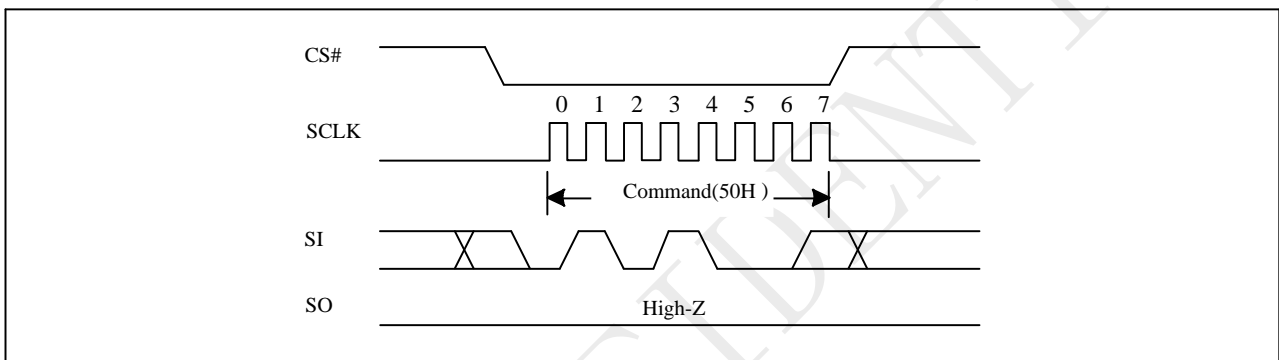 CS#
0 1 2 3 4 5 6 7
SCLK
Command(50H )
SI
SO
High-Z